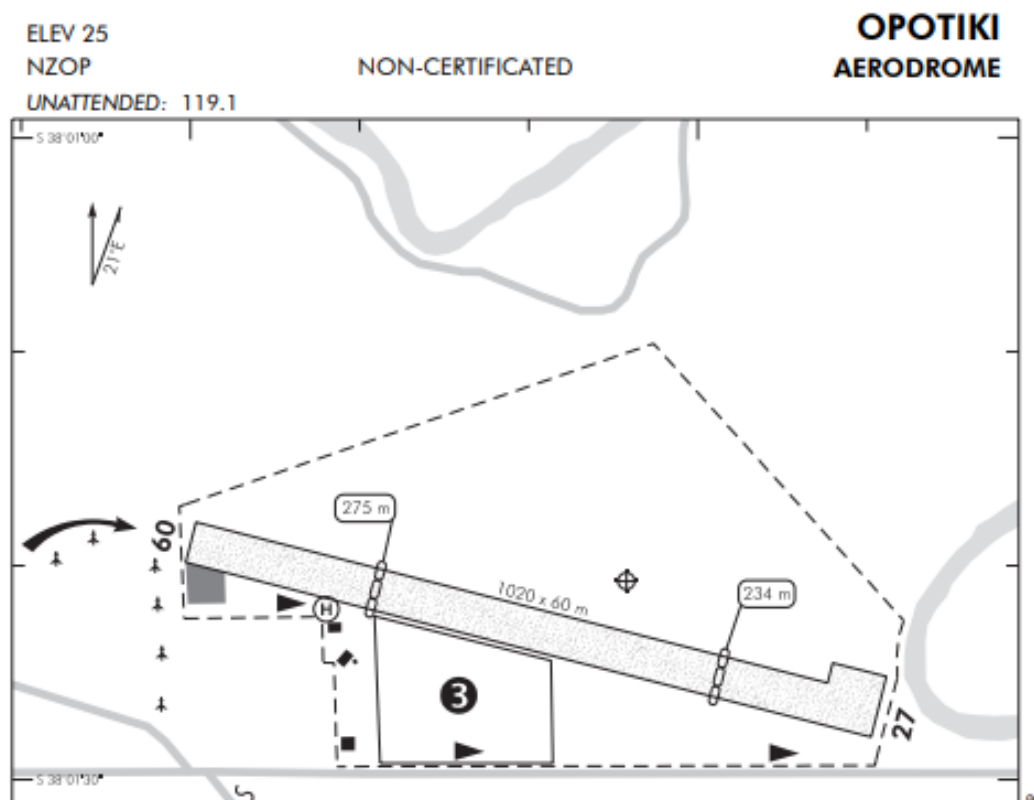 ELEV 25
NZOP
UNATTENDED: 119.1
NON-CERTIFICATED
OPOTIKI
AERODROME
S 38°01'00"
21°E
09
275 m
1020 x 60 m
234 m
H
3
27
S 38°01'30"